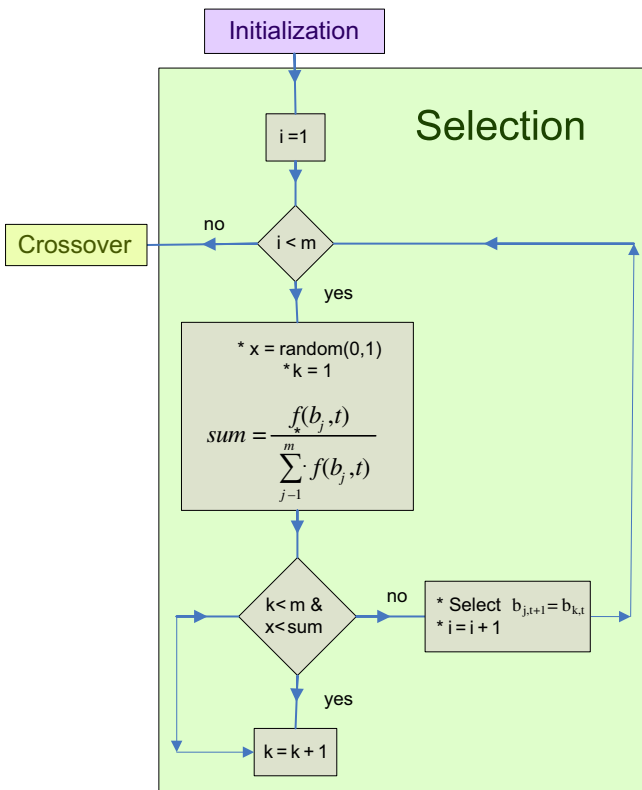 Initialization
i =1
Selection
no
Crossover
i < m
yes
* x = random(0,1)
*k = 1
sum = f(b_j ,t) / * ∑_{j−1}^{m} · f(b_j ,t)
k< m &
x< sum
no
* Select b_{j,t+1} = b_{k,t}
* i = i + 1
yes
k = k + 1